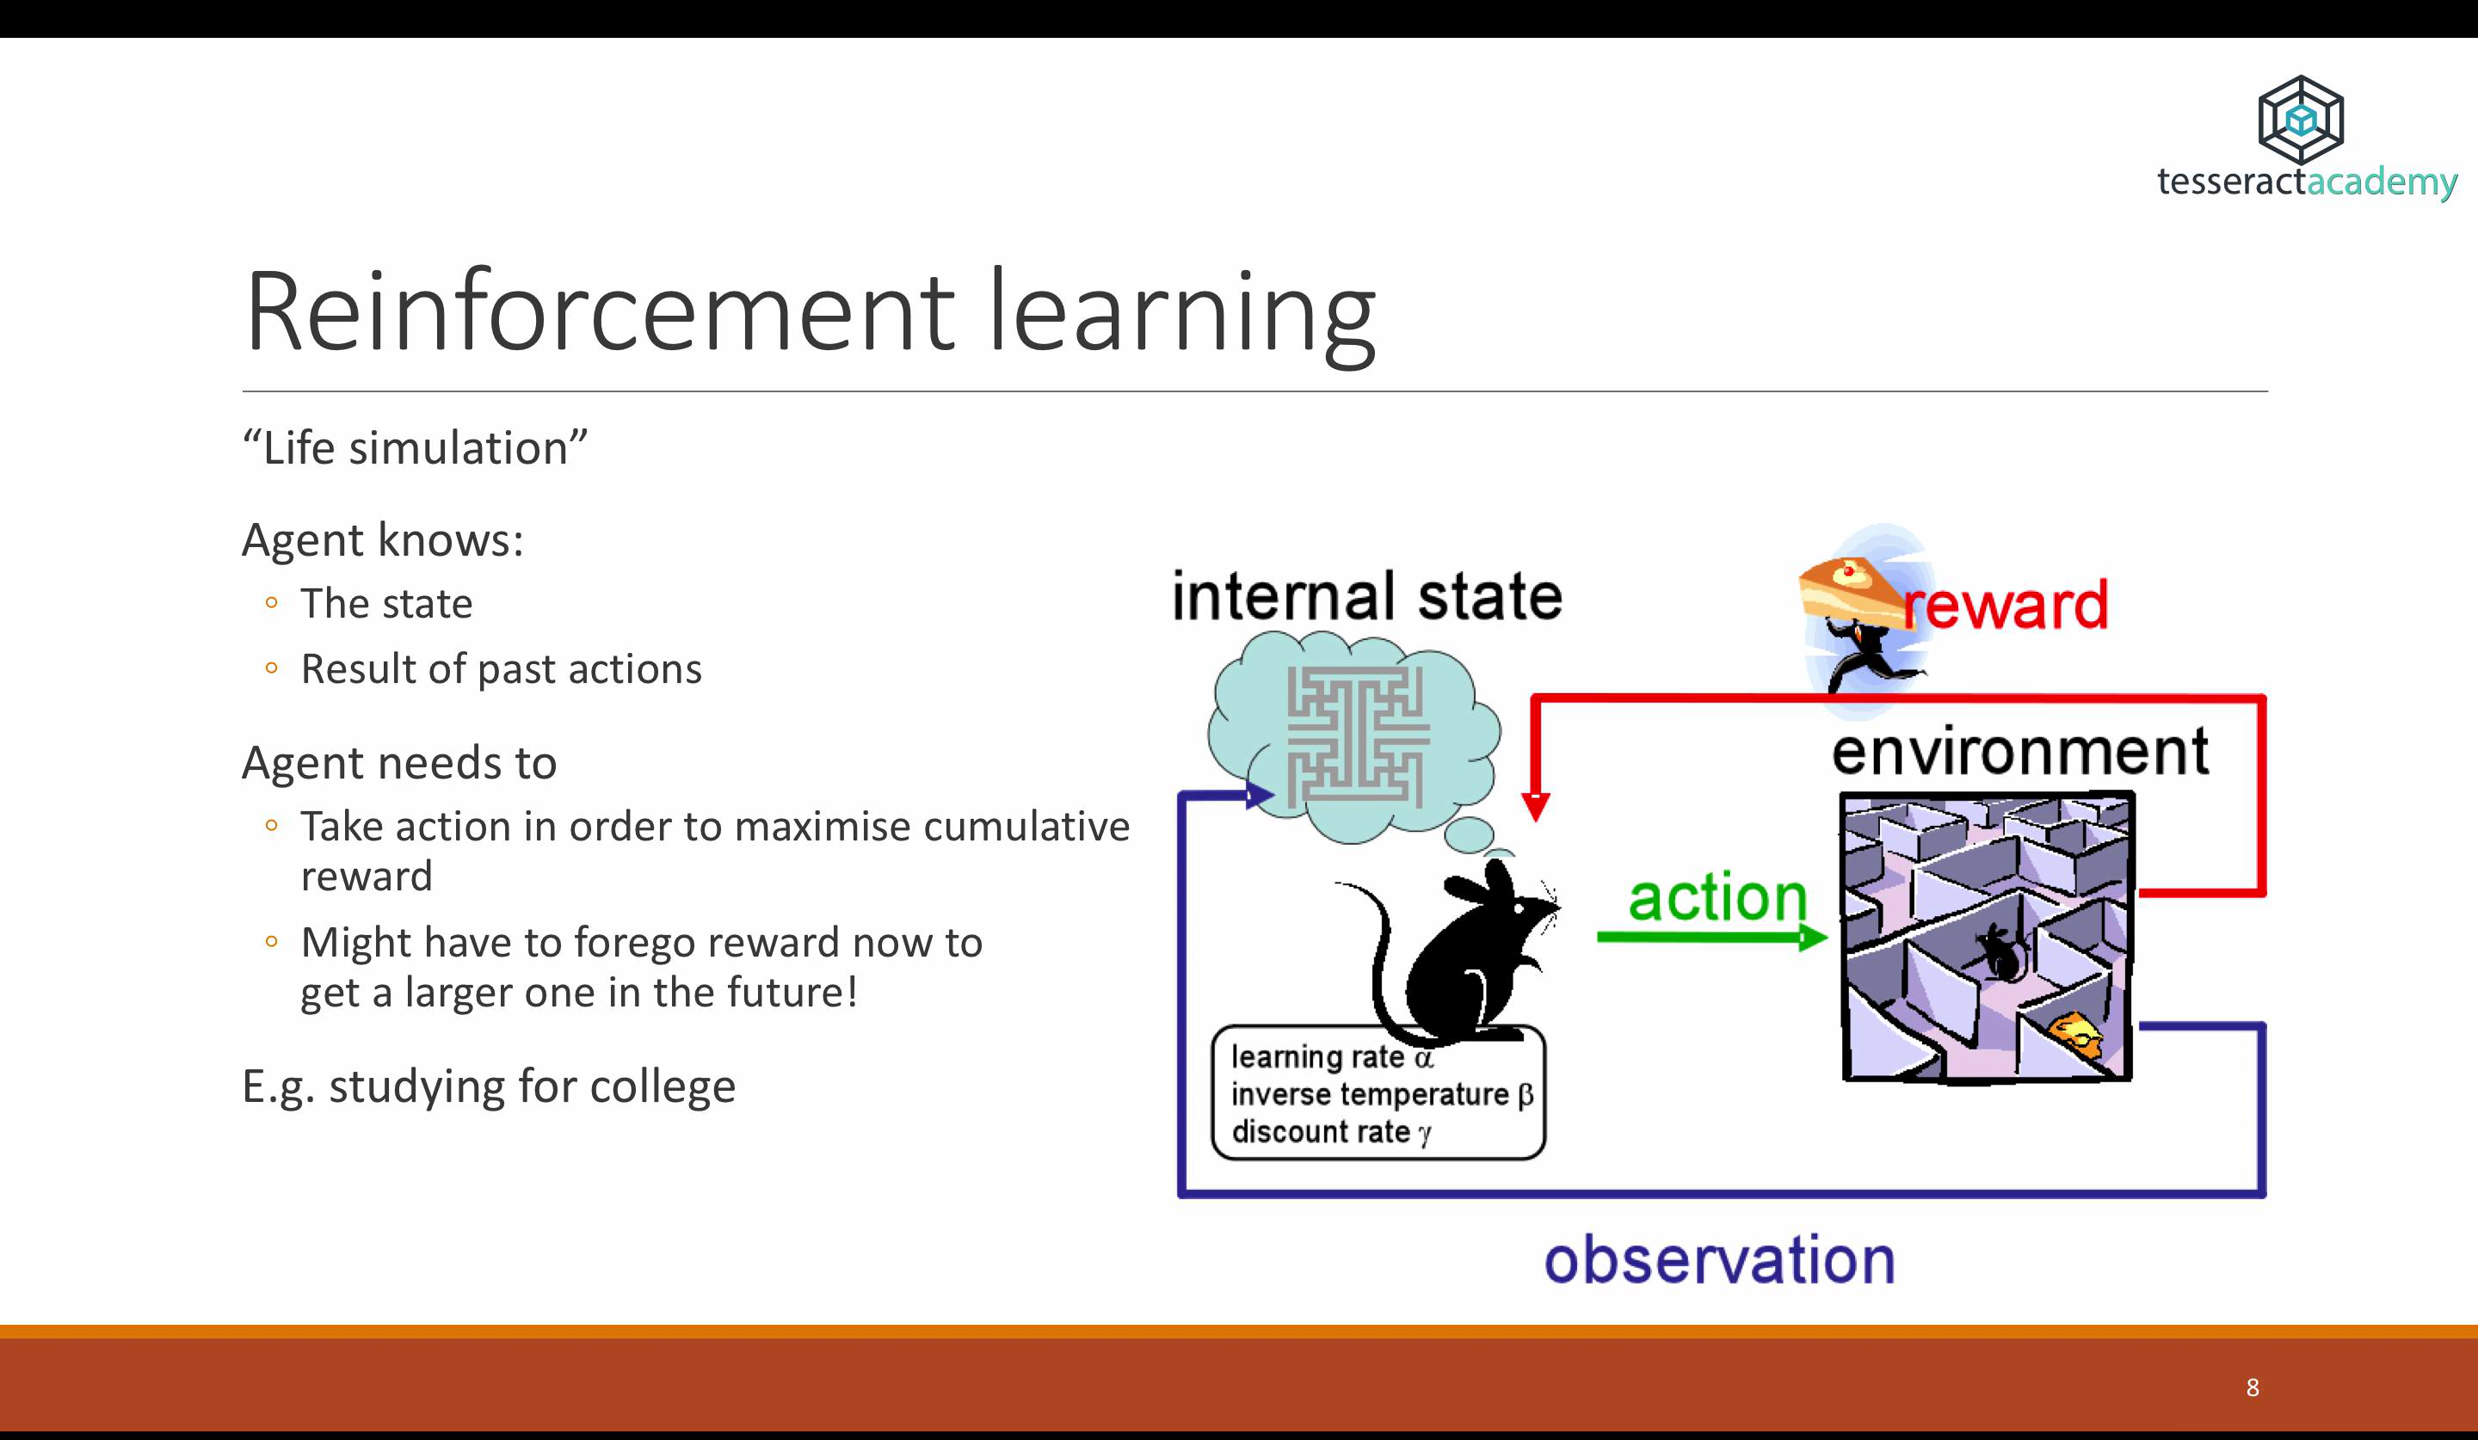 tesseractacademy
Reinforcement learning
“Life simulation”
Agent knows:
◦ The state
◦ Result of past actions
Agent needs to
◦ Take action in order to maximise cumulative
reward
◦ Might have to forego reward now to
get a larger one in the future!
E.g. studying for college
internal state
reward
environment
action
learning rate α
inverse temperature β
discount rate γ
observation
8